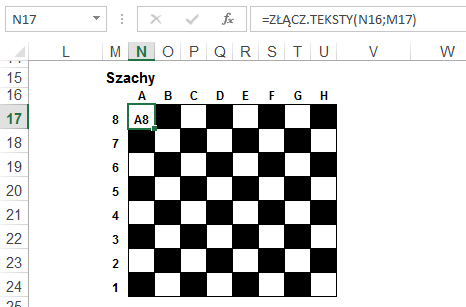 N17 =ZŁĄCZ.TEKSTY(N16;M17)
L M N O P Q R S T U V W
15 Szachy
16 A B C D E F G H
17 8 A8
18 7
19 6
20 5
21 4
22 3
23 2
24 1